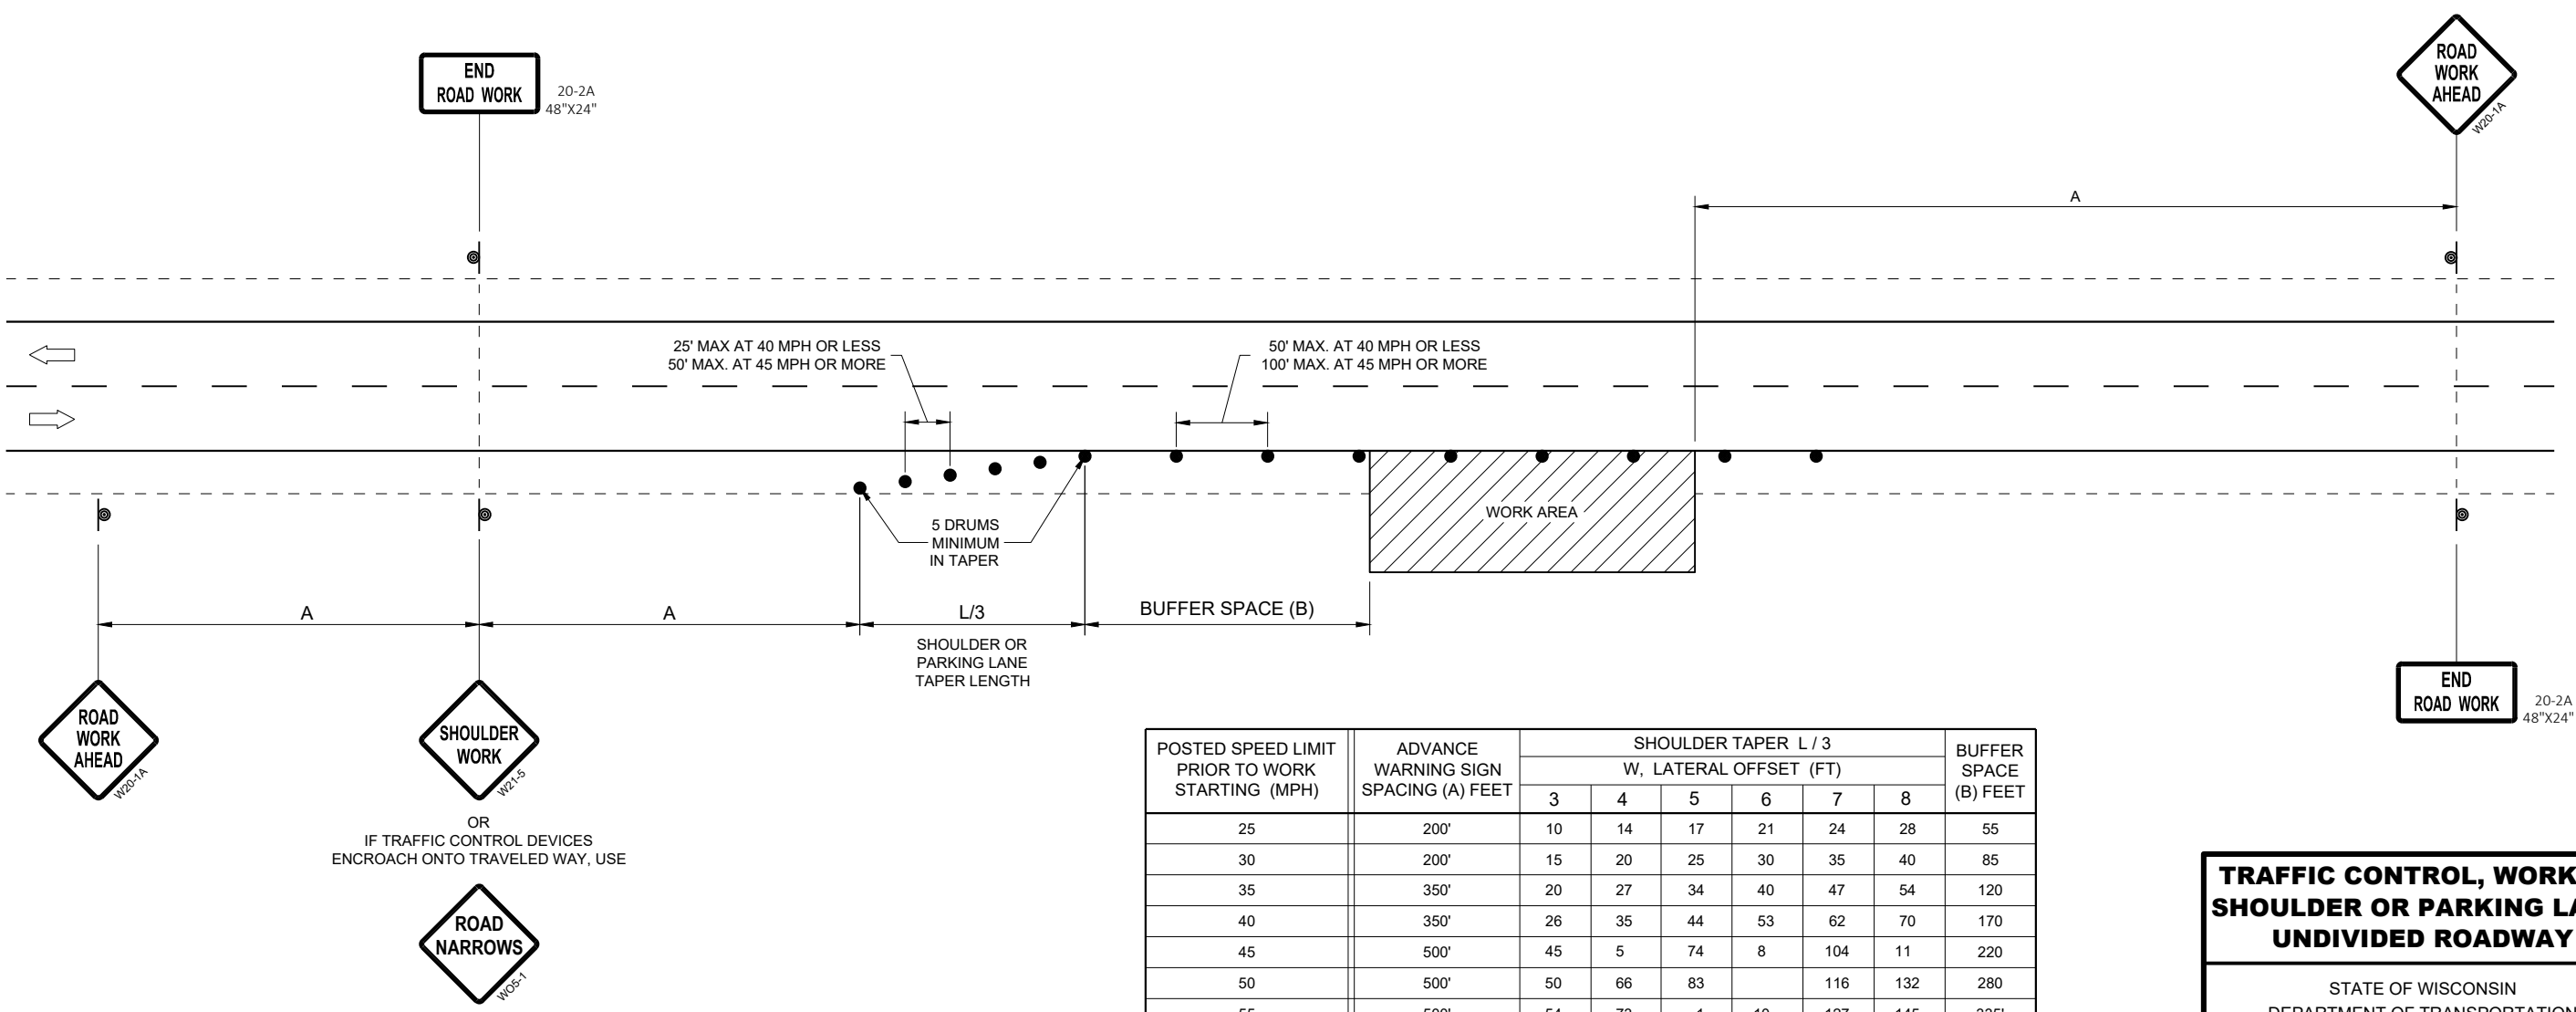 END
ROAD WORK
20-2A
48"X24"
ROAD
WORK
AHEAD
W20-1A
A
25' MAX AT 40 MPH OR LESS
50' MAX. AT 45 MPH OR MORE
50' MAX. AT 40 MPH OR LESS
100' MAX. AT 45 MPH OR MORE
5 DRUMS
MINIMUM
IN TAPER
WORK AREA
A
A
L/3
BUFFER SPACE (B)
SHOULDER OR
PARKING LANE
TAPER LENGTH
ROAD
WORK
AHEAD
W20-1A
SHOULDER
WORK
W21-5
OR
IF TRAFFIC CONTROL DEVICES
ENCROACH ONTO TRAVELED WAY, USE
ROAD
NARROWS
WO5-1
END
ROAD WORK
20-2A
48"X24"
POSTED SPEED LIMIT
PRIOR TO WORK
STARTING (MPH)
ADVANCE
WARNING SIGN
SPACING (A) FEET
SHOULDER TAPER L / 3
W, LATERAL OFFSET (FT)
3 4 5 6 7 8
BUFFER
SPACE
(B) FEET
25 200' 10 14 17 21 24 28 55
30 200' 15 20 25 30 35 40 85
35 350' 20 27 34 40 47 54 120
40 350' 26 35 44 53 62 70 170
45 500' 45 5 74 8 104 11 220
50 500' 50 66 83 116 132 280
TRAFFIC CONTROL, WORK
SHOULDER OR PARKING
UNDIVIDED ROADWAY
STATE OF WISCONSIN
DEPARTMENT OF TRANSPORTATION